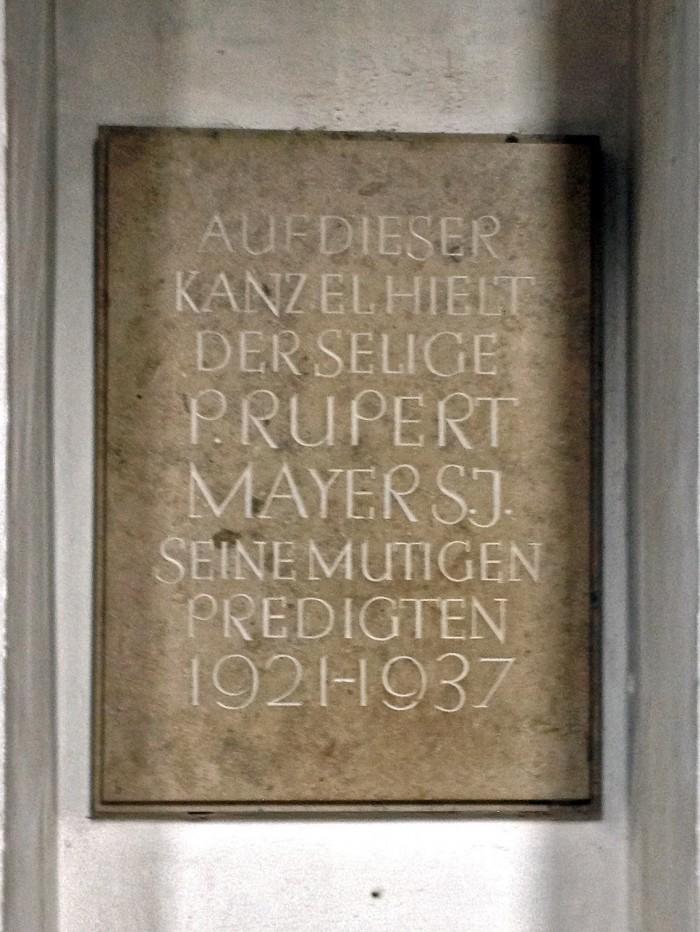 AUF DIESER
KANZEL HIELT
DER SELIGE
P. RUPERT
MAYER S.J.
SEINE MUTIGEN
PREDIGTEN
1921-1937